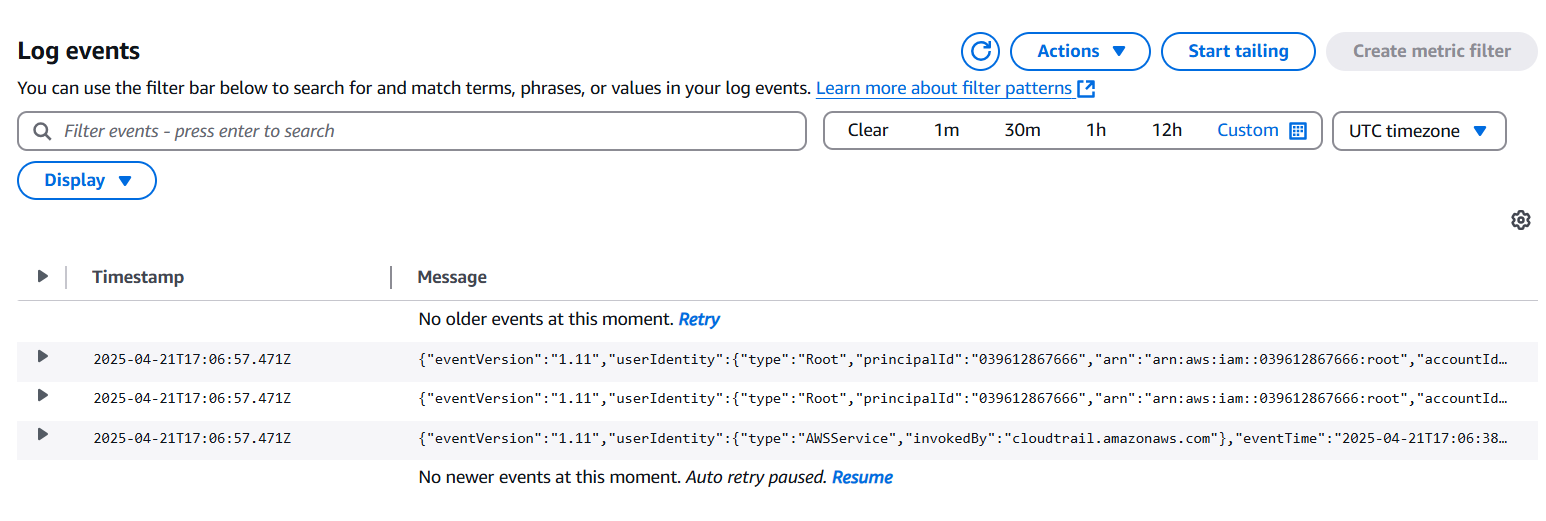 Log events
Actions
Start tailing
Create metric filter
You can use the filter bar below to search for and match terms, phrases, or values in your log events. Learn more about filter patterns
Filter events - press enter to search
Clear 1m 30m 1h 12h Custom
UTC timezone
Display
Timestamp Message
No older events at this moment. Retry
2025-04-21T17:06:57.471Z {"eventVersion":"1.11","userIdentity":{"type":"Root","principalId":"039612867666","arn":"arn:aws:iam::039612867666:root","accountId…
2025-04-21T17:06:57.471Z {"eventVersion":"1.11","userIdentity":{"type":"Root","principalId":"039612867666","arn":"arn:aws:iam::039612867666:root","accountId…
2025-04-21T17:06:57.471Z {"eventVersion":"1.11","userIdentity":{"type":"AWSService","invokedBy":"cloudtrail.amazonaws.com"},"eventTime":"2025-04-21T17:06:38…
No newer events at this moment. Auto retry paused. Resume